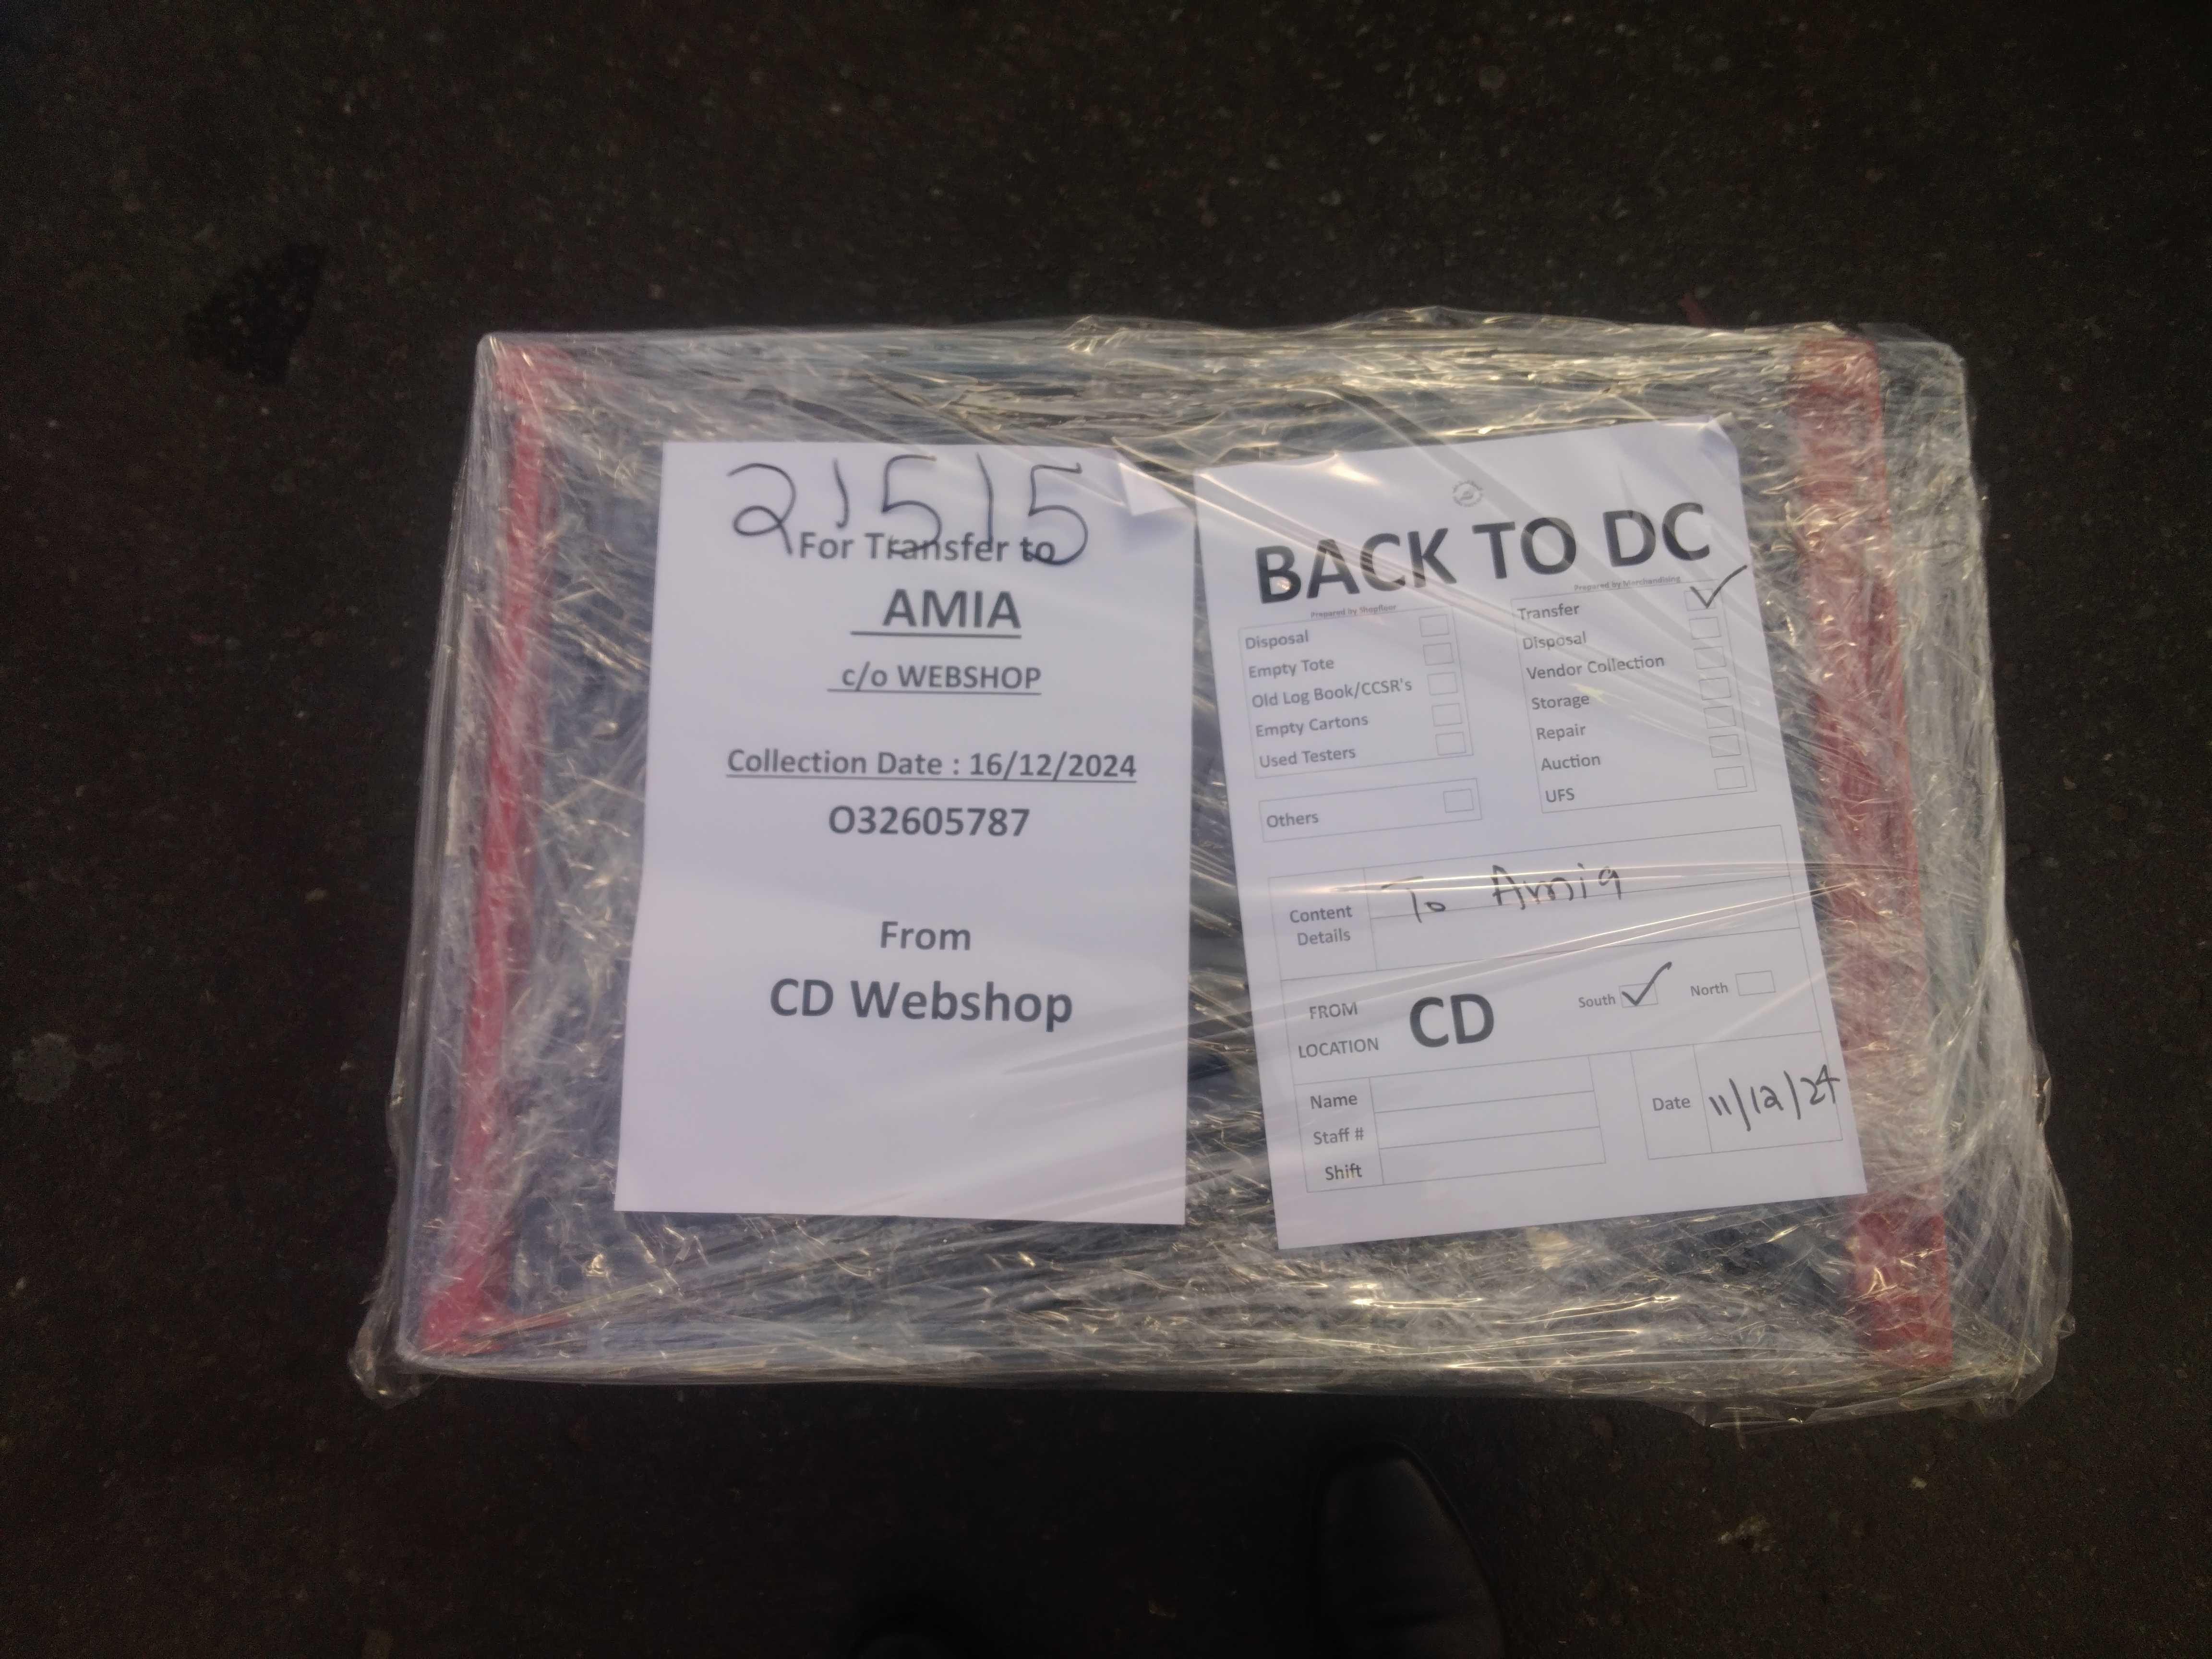 21515
For Transfer to
AMIA
c/o WEBSHOP
Collection Date : 16/12/2024
O32605787
From
CD Webshop
BACK TO DC
Prepared by Shopfloor
Disposal
Empty Tote
Old Log Book/CCSR's
Empty Cartons
Used Testers
Others
Prepared by Merchandising
Transfer ✓
Disposal
Vendor Collection
Storage
Repair
Auction
UFS
Content Details To Amia
FROM LOCATION CD South ✓ North
Name
Staff #
Shift
Date 11/12/24